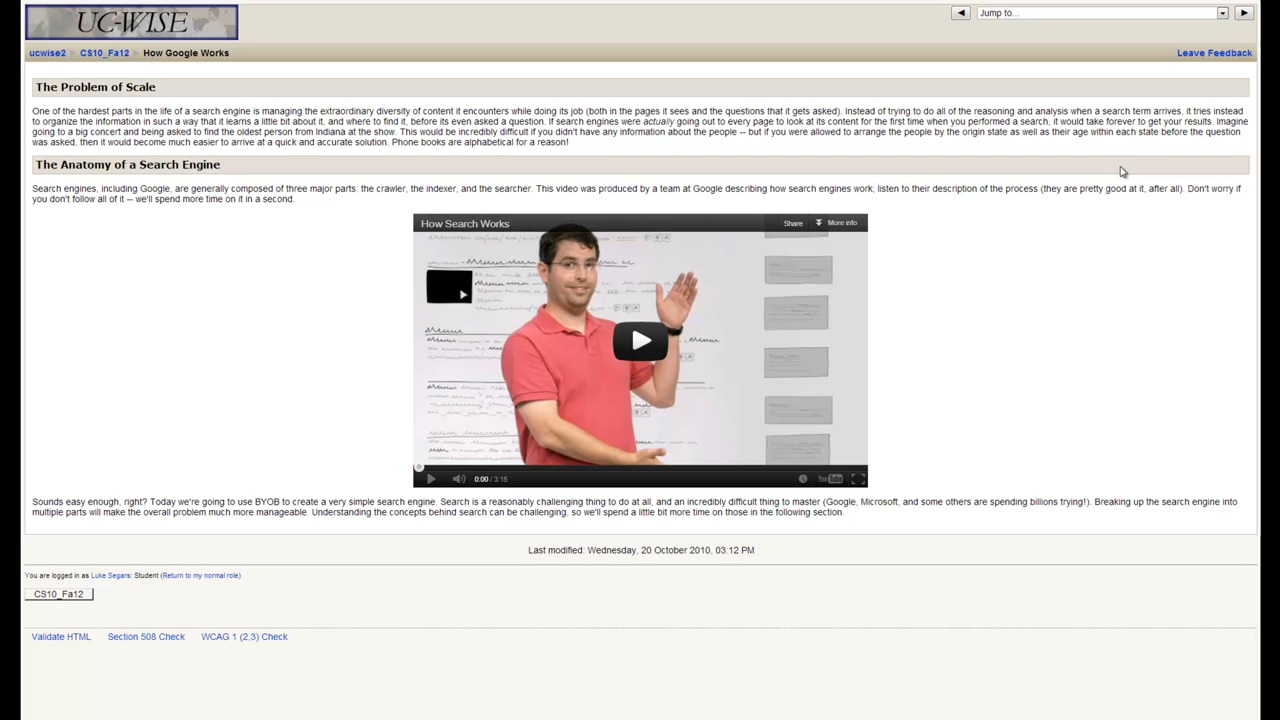 UC-WISE
Jump to...
ucwise2 ► CS10_Fa12 ► How Google Works
Leave Feedback
The Problem of Scale
One of the hardest parts in the life of a search engine is managing the extraordinary diversity of content it encounters while doing its job (both in the pages it sees and the questions that it gets asked). Instead of trying to do all of the reasoning and analysis when a search term arrives, it tries instead
to organize the information in such a way that it learns a little bit about it, and where to find it, before its even asked a question. If search engines were actually going out to every page to look at its content for the first time when you performed a search, it would take forever to get your results. Imagine
going to a big concert and being asked to find the oldest person from Indiana at the show. This would be incredibly difficult if you didn't have any information about the people -- but if you were allowed to arrange the people by the origin state as well as their age within each state before the question
was asked, then it would become much easier to arrive at a quick and accurate solution. Phone books are alphabetical for a reason!
The Anatomy of a Search Engine
Search engines, including Google, are generally composed of three major parts: the crawler, the indexer, and the searcher. This video was produced by a team at Google describing how search engines work; listen to their description of the process (they are pretty good at it, after all). Don't worry if
you don't follow all of it -- we'll spend more time on it in a second.
How Search Works
Share
More info
0:00 / 3:15
YouTube
Sounds easy enough, right? Today we're going to use BYOB to create a very simple search engine. Search is a reasonably challenging thing to do at all, and an incredibly difficult thing to master (Google, Microsoft, and some others are spending billions trying!). Breaking up the search engine into
multiple parts will make the overall problem much more manageable. Understanding the concepts behind search can be challenging, so we'll spend a little bit more time on those in the following section.
Last modified: Wednesday, 20 October 2010, 03:12 PM
You are logged in as Luke Segars: Student (Return to my normal role)
CS10_Fa12
Validate HTML
Section 508 Check
WCAG 1 (2,3) Check